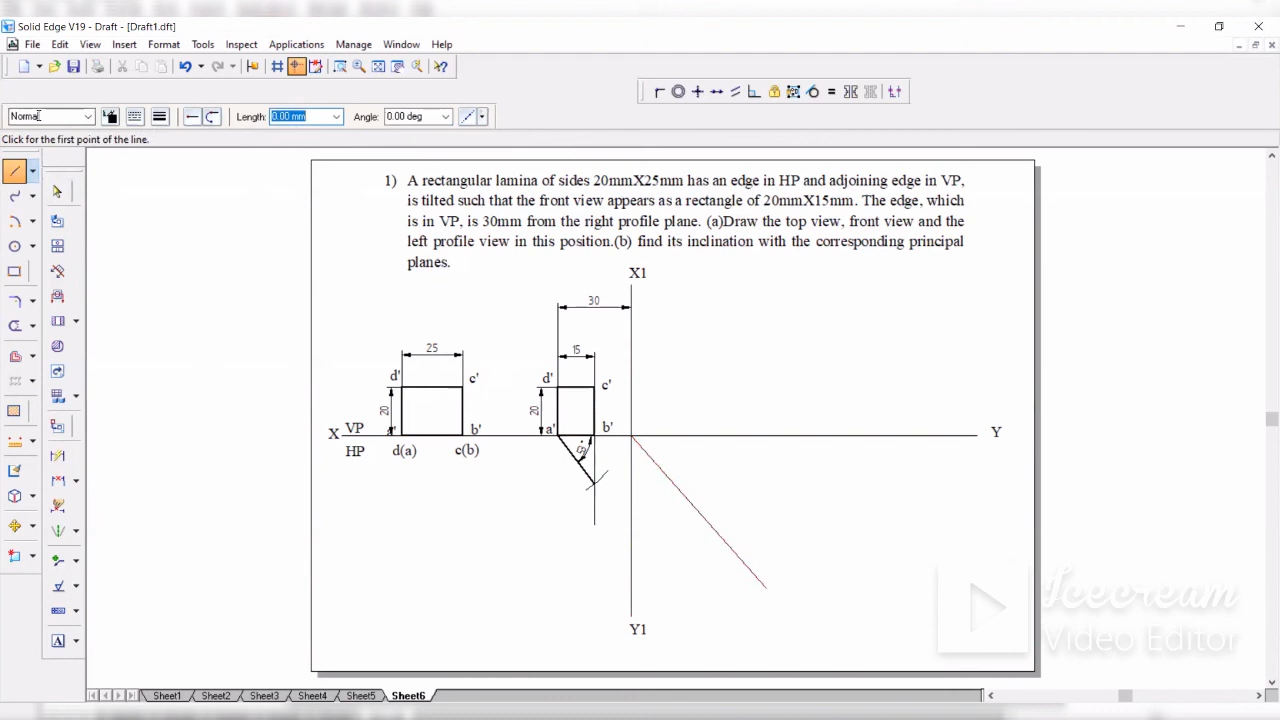 Solid Edge V19 - Draft - [Draft1.dft]
File Edit View Insert Format Tools Inspect Applications Manage Window Help
Normal Length: 0.00 mm Angle: 0.00 deg
Click for the first point of the line.
1) A rectangular lamina of sides 20mmX25mm has an edge in HP and adjoining edge in VP,
is tilted such that the front view appears as a rectangle of 20mmX15mm. The edge, which
is in VP, is 30mm from the right profile plane. (a)Draw the top view, front view and the
left profile view in this position.(b) find its inclination with the corresponding principal
planes.
X1
30
25 15
d' c' d' c'
20 20
X VP a' b' a' b' Y
HP d(a) c(b)
Y1
A
Icecream
Video Editor
Sheet1 Sheet2 Sheet3 Sheet4 Sheet5 Sheet6